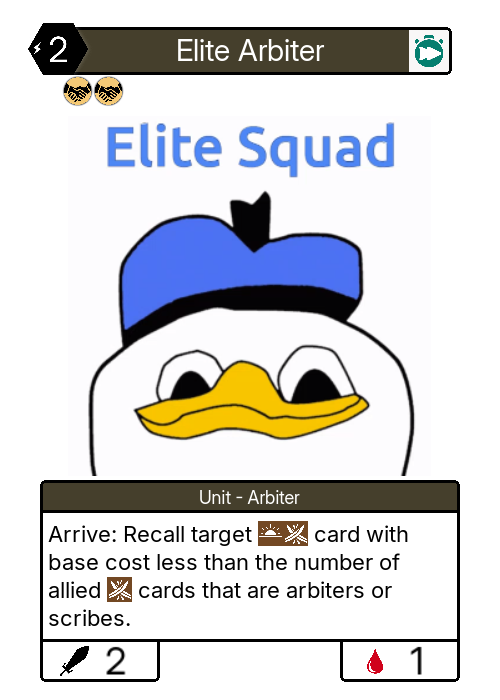 2 Elite Arbiter
Elite Squad
Unit - Arbiter
Arrive: Recall target card with
base cost less than the number of
allied cards that are arbiters or
scribes.
2 1